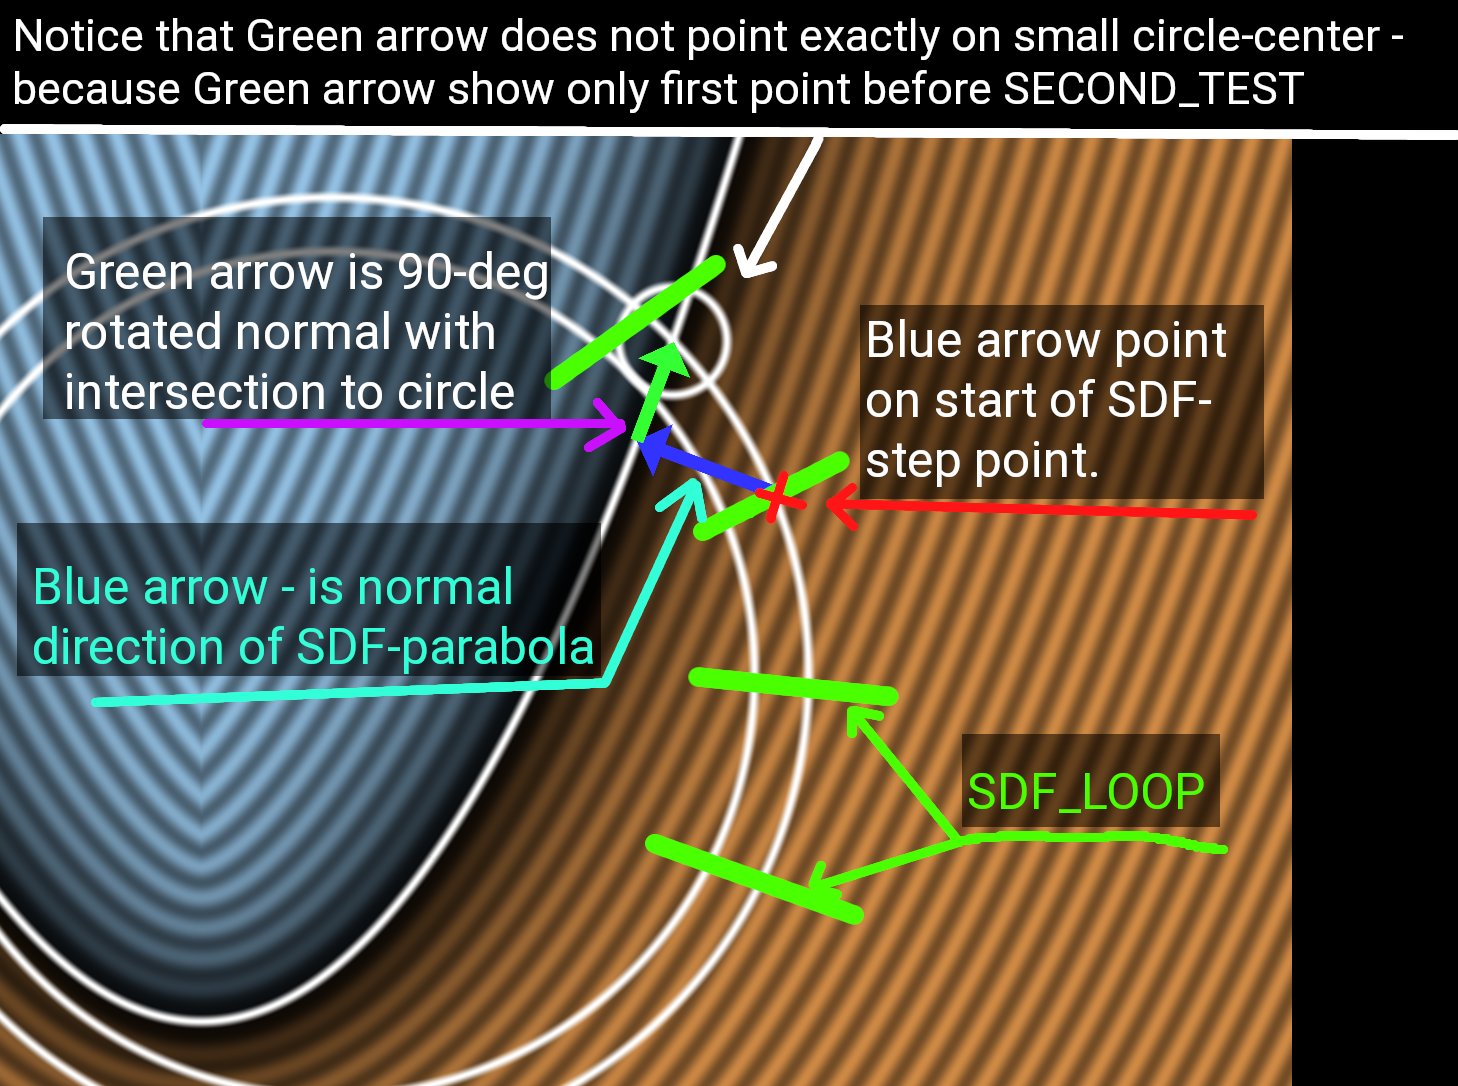 Notice that Green arrow does not point exactly on small circle-center -
because Green arrow show only first point before SECOND_TEST
Green arrow is 90-deg
rotated normal with
intersection to circle
Blue arrow point
on start of SDF-
step point.
Blue arrow - is normal
direction of SDF-parabola
SDF_LOOP